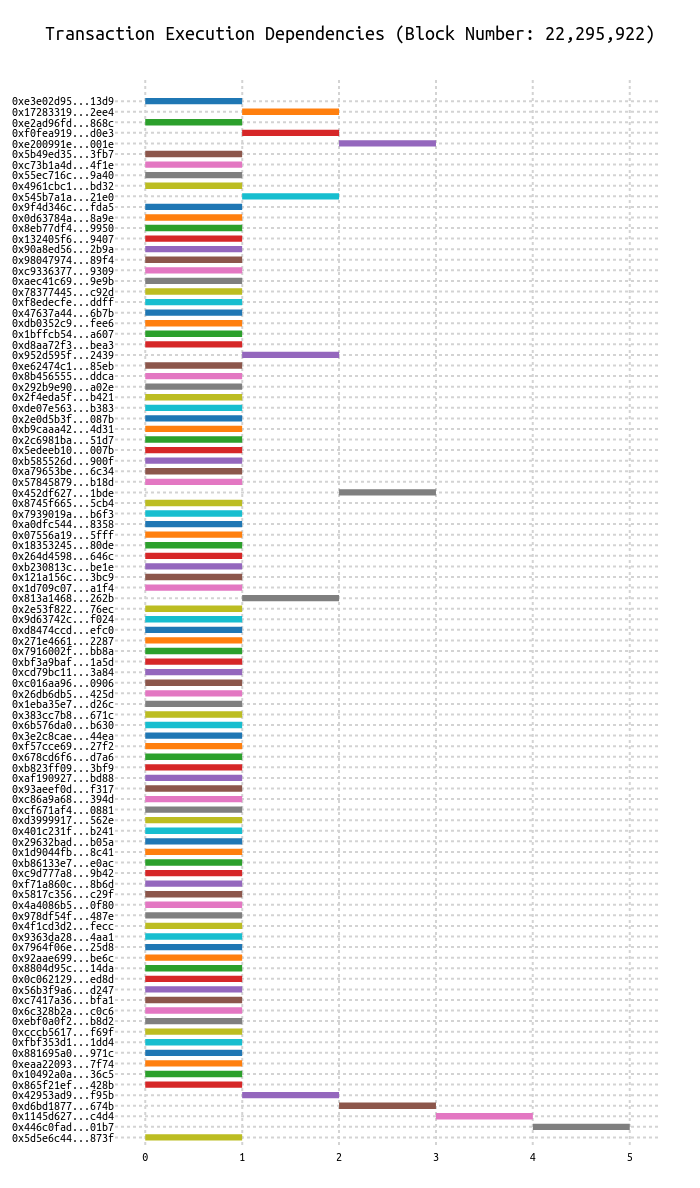 Transaction Execution Dependencies (Block Number: 22,295,922)
0xe3e02d95...13d9
0x17283319...2ee4
0xe2ad96fd...868c
0xf0fea919...d0e3
0xe200991e...001e
0x5b49ed35...3fb7
0xc73b1a4d...4f1e
0x55ec716c...9a40
0x4961cbc1...bd32
0x545b7a1a...21e0
0x9f4d346c...fda5
0x0d63784a...8a9e
0x8eb77df4...9950
0x132405f6...9407
0x90a8ed56...2b9a
0x98047974...89f4
0xc9336377...9309
0xaec41c69...9e9b
0x78377445...c92d
0xf8edecfe...ddff
0x47637a44...6b7b
0xdb0352c9...fee6
0x1bffcb54...a607
0xd8aa72f3...bea3
0x952d595f...2439
0xe62474c1...85eb
0x8b456555...ddca
0x292b9e90...a02e
0x2f4eda5f...b421
0xde07e563...b383
0x2e0d5b3f...087b
0xb9caaa42...4d31
0x2c6981ba...51d7
0x5edeeb10...007b
0xb585526d...900f
0xa79653be...6c34
0x57845879...b18d
0x452df627...1bde
0x8745f665...5cb4
0x7939019a...b6f3
0xa0dfc544...8358
0x07556a19...5fff
0x18353245...80de
0x264d4598...646c
0xb230813c...be1e
0x121a156c...3bc9
0x1d709c07...a1f4
0x813a1468...262b
0x2e53f822...76ec
0x9d63742c...f024
0xd8474ccd...efc0
0x271e4661...2287
0x7916002f...bb8a
0xbf3a9baf...1a5d
0xcd79bc11...3a84
0xc016aa96...0906
0x26db6db5...425d
0x1eba35e7...d26c
0x383cc7b8...671c
0x6b576da0...b630
0x3e2c8cae...44ea
0xf57cce69...27f2
0x678cd6f6...d7a6
0xb823ff09...3bf9
0xaf190927...bd88
0x93aeef0d...f317
0xc86a9a68...394d
0xcf671af4...0881
0xd3999917...562e
0x401c231f...b241
0x29632bad...b05a
0x1d9044fb...8c41
0xb86133e7...e0ac
0xc9d777a8...9b42
0xf71a860c...8b6d
0x5817c356...c29f
0x4a4086b5...0f80
0x978df54f...487e
0x4f1cd3d2...fecc
0x9363da28...4aa1
0x7964f06e...25d8
0x92aae699...be6c
0x8804d95c...14da
0x0c062129...ed8d
0x56b3f9a6...d247
0xc7417a36...bfa1
0x6c328b2a...c0c6
0xebf0a0f2...b8d2
0xcccb5617...f69f
0xfbf353d1...1dd4
0x881695a0...971c
0xeaa22093...7f74
0x10492a0a...36c5
0x865f21ef...428b
0x42953ad9...f95b
0xd6bd1877...674b
0x1145d627...c4d4
0x446c0fad...01b7
0x5d5e6c44...873f
0 1 2 3 4 5